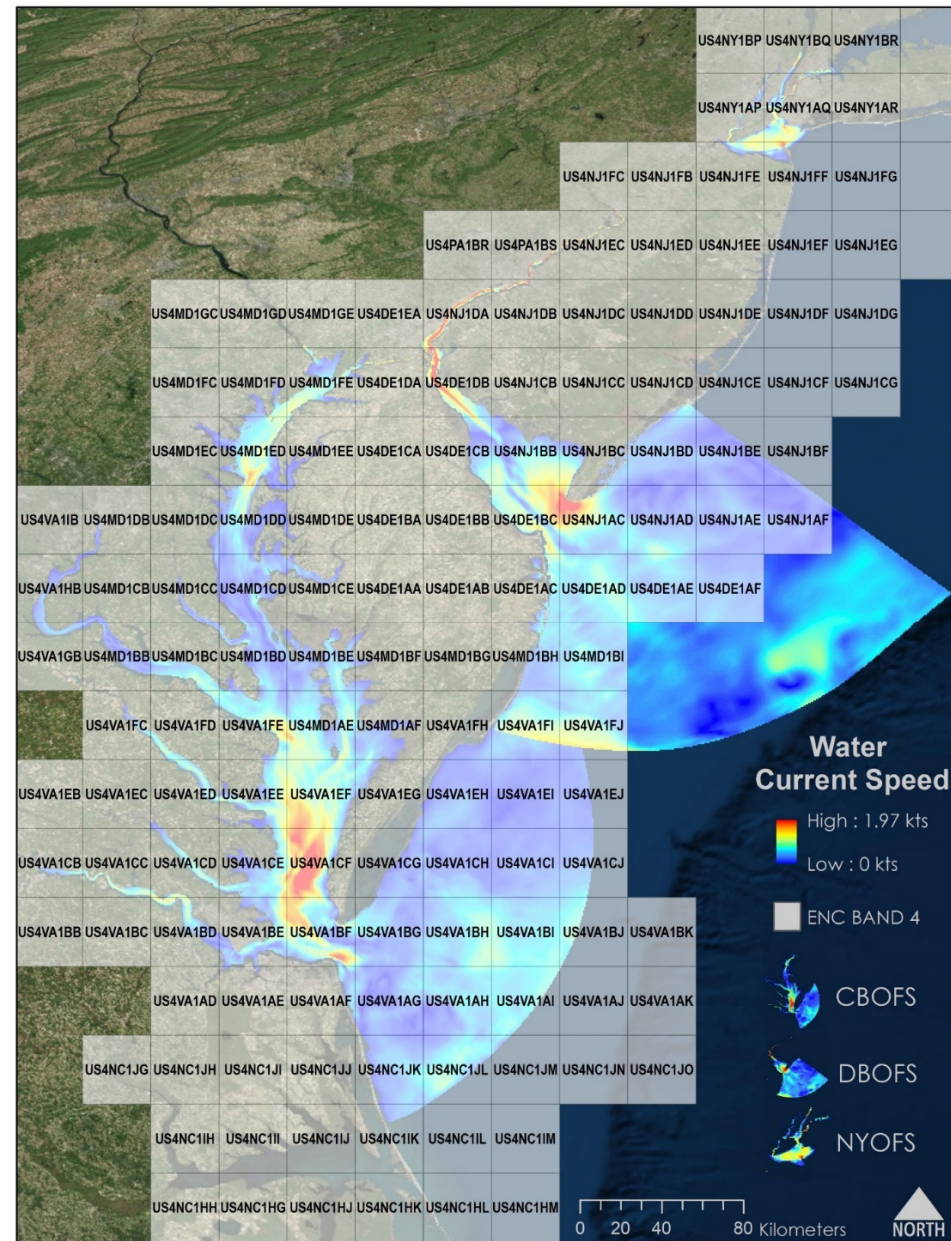 US4NY1BP US4NY1BQ US4NY1BR
US4NY1AP US4NY1AQ US4NY1AR
US4NJ1FC US4NJ1FB US4NJ1FE US4NJ1FF US4NJ1FG
US4PA1BR US4PA1BS US4NJ1EC US4NJ1ED US4NJ1EE US4NJ1EF US4NJ1EG
US4MD1GC US4MD1GD US4MD1GE US4DE1EA US4NJ1DA US4NJ1DB US4NJ1DC US4NJ1DD US4NJ1DE US4NJ1DF US4NJ1DG
US4MD1FC US4MD1FD US4MD1FE US4DE1DA US4DE1DB US4NJ1CB US4NJ1CC US4NJ1CD US4NJ1CE US4NJ1CF US4NJ1CG
US4MD1EC US4MD1ED US4MD1EE US4DE1CA US4DE1CB US4NJ1BB US4NJ1BC US4NJ1BD US4NJ1BE US4NJ1BF
US4VA1IB US4MD1DB US4MD1DC US4MD1DD US4MD1DE US4DE1BA US4DE1BB US4DE1BC US4NJ1AC US4NJ1AD US4NJ1AE US4NJ1AF
US4VA1HB US4MD1CB US4MD1CC US4MD1CD US4MD1CE US4DE1AA US4DE1AB US4DE1AC US4DE1AD US4DE1AE US4DE1AF
US4VA1GB US4MD1BB US4MD1BC US4MD1BD US4MD1BE US4MD1BF US4MD1BG US4MD1BH US4MD1BI
US4VA1FC US4VA1FD US4VA1FE US4MD1AE US4MD1AF US4VA1FH US4VA1FI US4VA1FJ
US4VA1EB US4VA1EC US4VA1ED US4VA1EE US4VA1EF US4VA1EG US4VA1EH US4VA1EI US4VA1EJ
US4VA1CB US4VA1CC US4VA1CD US4VA1CE US4VA1CF US4VA1CG US4VA1CH US4VA1CI US4VA1CJ
US4VA1BB US4VA1BC US4VA1BD US4VA1BE US4VA1BF US4VA1BG US4VA1BH US4VA1BI US4VA1BJ US4VA1BK
US4VA1AD US4VA1AE US4VA1AF US4VA1AG US4VA1AH US4VA1AI US4VA1AJ US4VA1AK
US4NC1JG US4NC1JH US4NC1JI US4NC1JJ US4NC1JK US4NC1JL US4NC1JM US4NC1JN US4NC1JO
US4NC1IH US4NC1II US4NC1IJ US4NC1IK US4NC1IL US4NC1IM
US4NC1HH US4NC1HG US4NC1HJ US4NC1HK US4NC1HL US4NC1HM
Water
Current Speed
High : 1.97 kts
Low : 0 kts
ENC BAND 4
CBOFS
DBOFS
NYOFS
0 20 40 80 Kilometers
NORTH